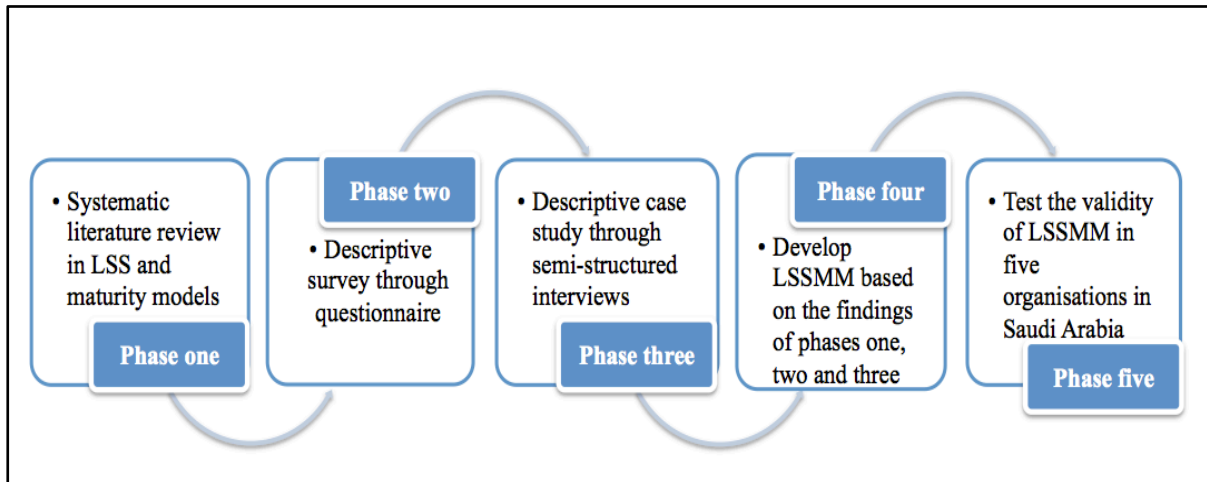 • Systematic
literature review
in LSS and
maturity models
Phase one
Phase two
• Descriptive
survey through
questionnaire
• Descriptive case
study through
semi-structured
interviews
Phase three
Phase four
• Develop
LSSMM based
on the findings
of phases one,
two and three
• Test the validity
of LSSMM in
five
organisations in
Saudi Arabia
Phase five